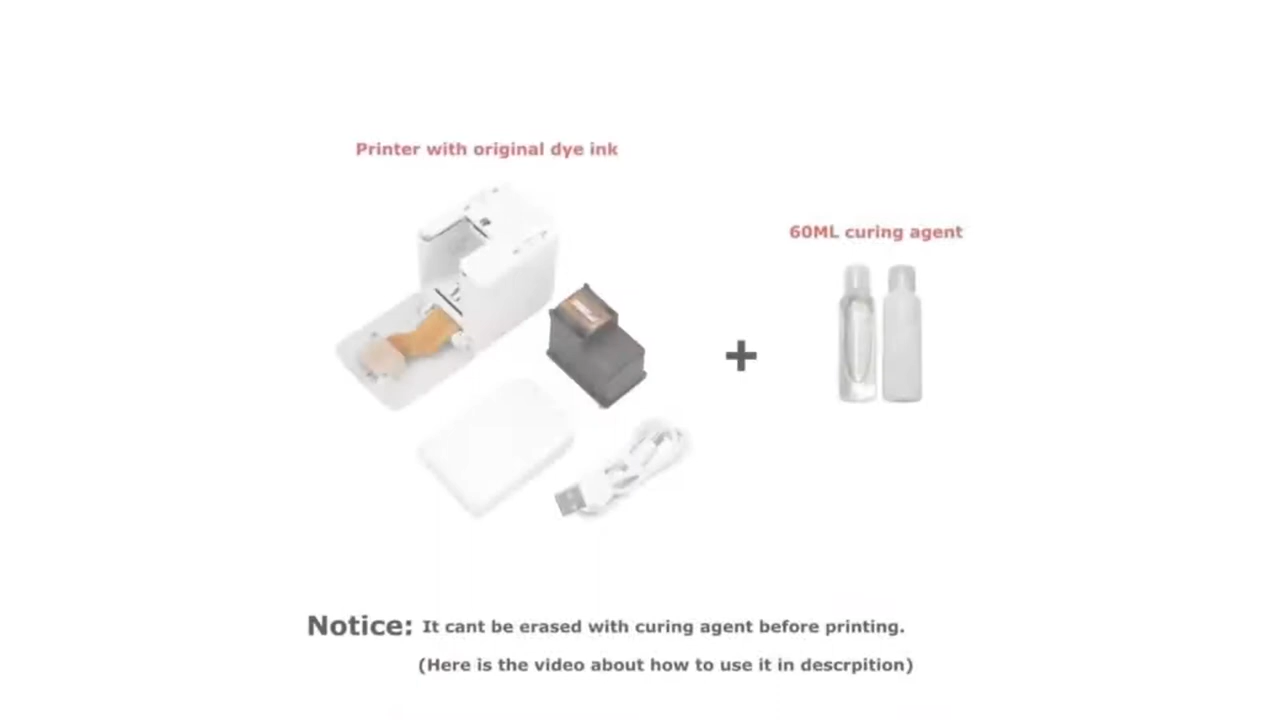 Printer with original dye ink
60ML curing agent
+
Notice: It cant be erased with curing agent before printing.
(Here is the video about how to use it in descrpition)